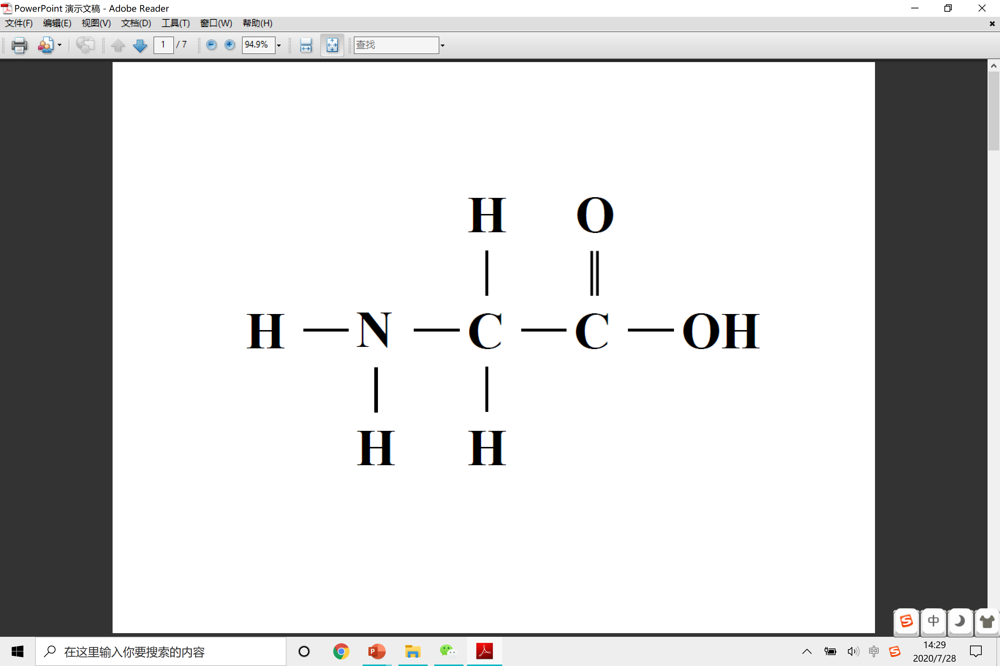 PowerPoint 演示文稿 - Adobe Reader
文件(F) 编辑(E) 视图(V) 文档(D) 工具(T) 窗口(W) 帮助(H)
1 / 7 94.9% 查找
H O
H N C C OH
H H
中
在这里输入你要搜索的内容
中
14:29
2020/7/28